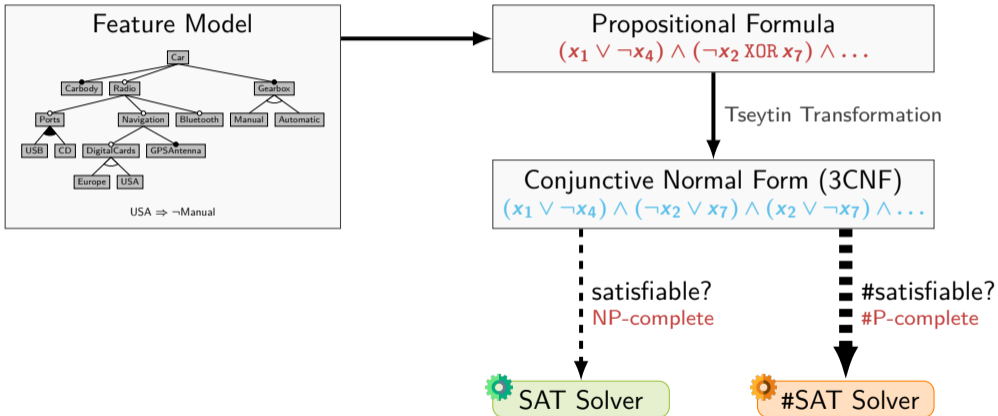 Feature Model
Car
Carbody Radio Gearbox
Ports Navigation Bluetooth Manual Automatic
USB CD DigitalCards GPSAntenna
Europe USA
USA ⇒ ¬Manual
Propositional Formula
(x₁ ∨ ¬x₄) ∧ (¬x₂ XOR x₇) ∧ ...
Tseytin Transformation
Conjunctive Normal Form (3CNF)
(x₁ ∨ ¬x₄) ∧ (¬x₂ ∨ x₇) ∧ (x₂ ∨ ¬x₇) ∧ ...
satisfiable?
NP-complete
#satisfiable?
#P-complete
SAT Solver
#SAT Solver